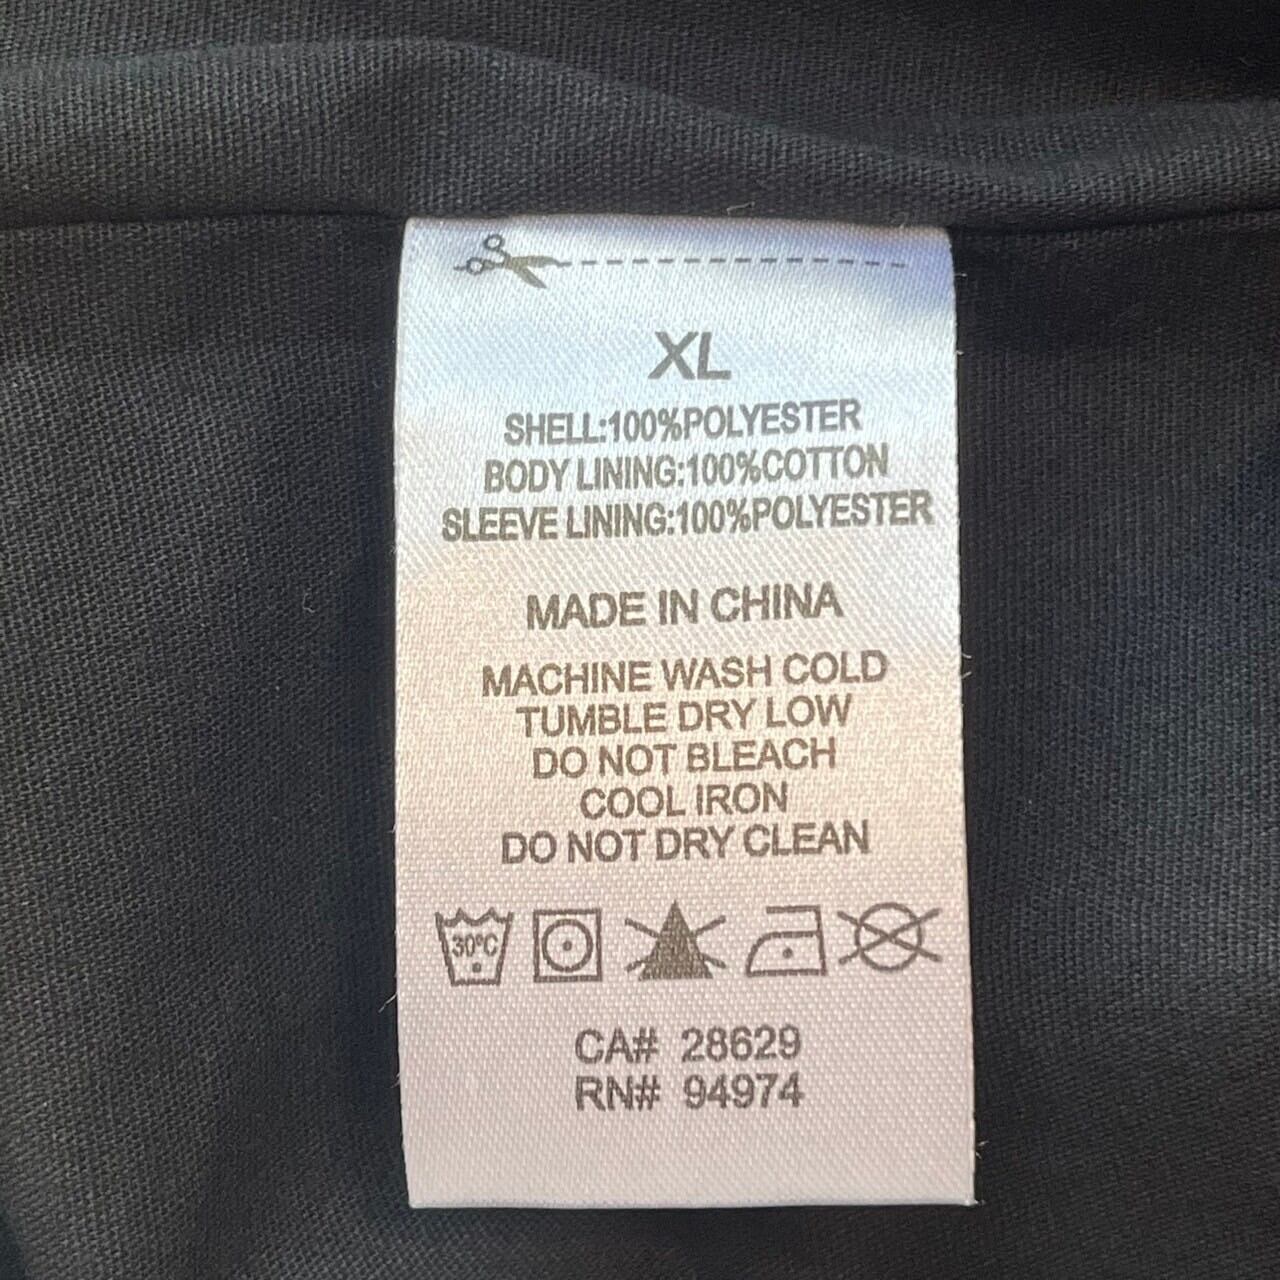 XL
SHELL:100%POLYESTER
BODY LINING:100%COTTON
SLEEVE LINING:100%POLYESTER
MADE IN CHINA
MACHINE WASH COLD
TUMBLE DRY LOW
DO NOT BLEACH
COOL IRON
DO NOT DRY CLEAN
30°C
CA# 28629
RN# 94974